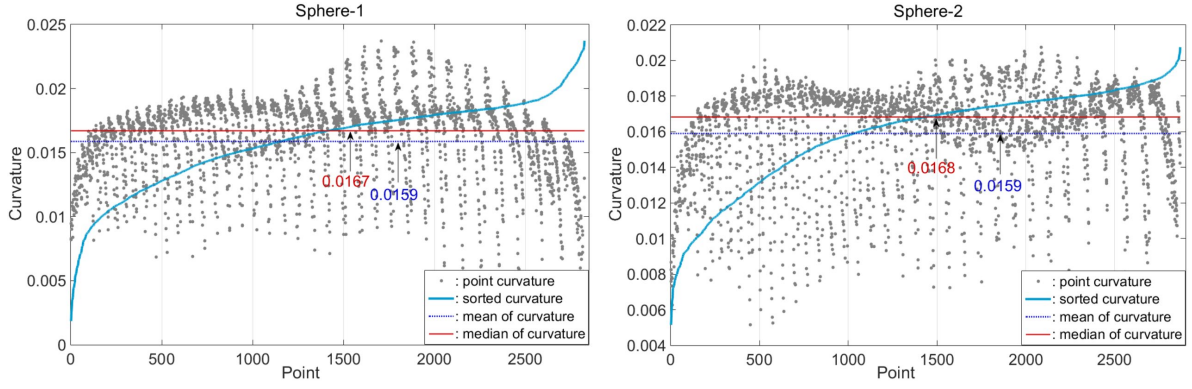 Sphere-1
0.025
0.02
0.015
0.01
0.005
0
Curvature
0.0167
0.0159
: point curvature
: sorted curvature
: mean of curvature
: median of curvature
0 500 1000 1500 2000 2500
Point
Sphere-2
0.022
0.02
0.018
0.016
0.014
0.012
0.01
0.008
0.006
0.004
Curvature
0.0168
0.0159
: point curvature
: sorted curvature
: mean of curvature
: median of curvature
0 500 1000 1500 2000 2500
Point